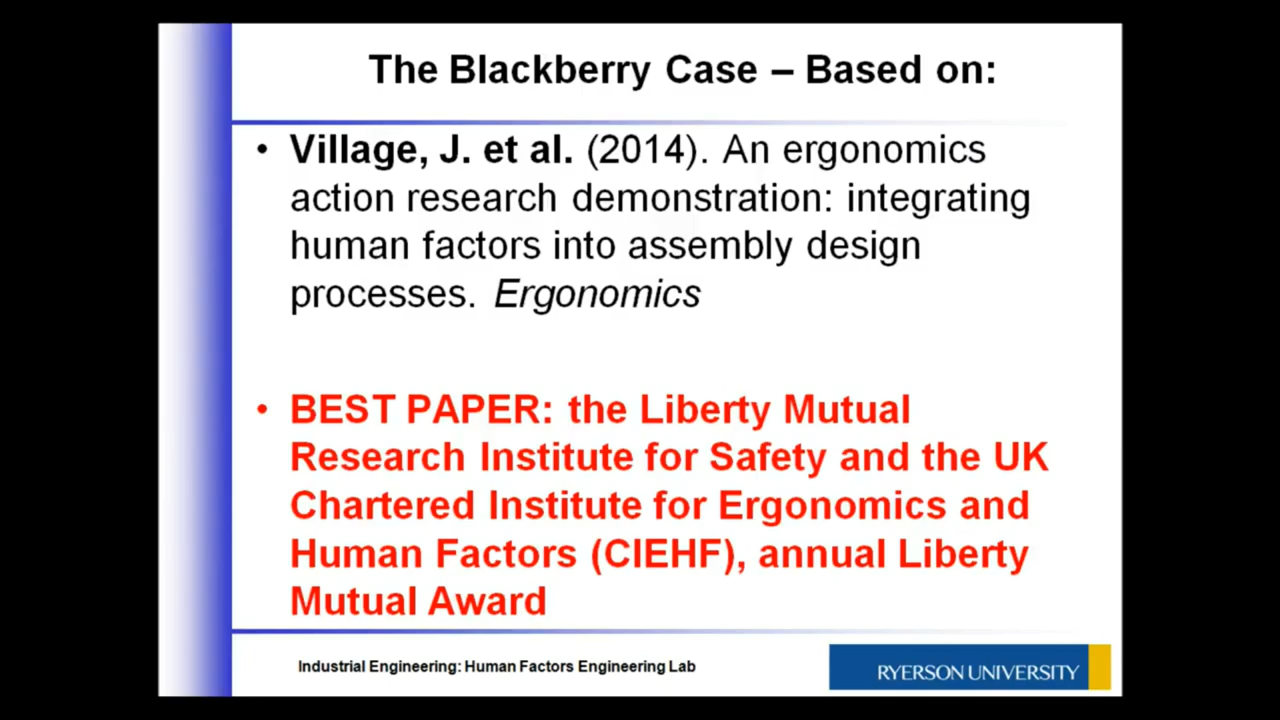 The Blackberry Case – Based on:
• Village, J. et al. (2014). An ergonomics
action research demonstration: integrating
human factors into assembly design
processes. Ergonomics
• BEST PAPER: the Liberty Mutual
Research Institute for Safety and the UK
Chartered Institute for Ergonomics and
Human Factors (CIEHF), annual Liberty
Mutual Award
Industrial Engineering: Human Factors Engineering Lab
RYERSON UNIVERSITY